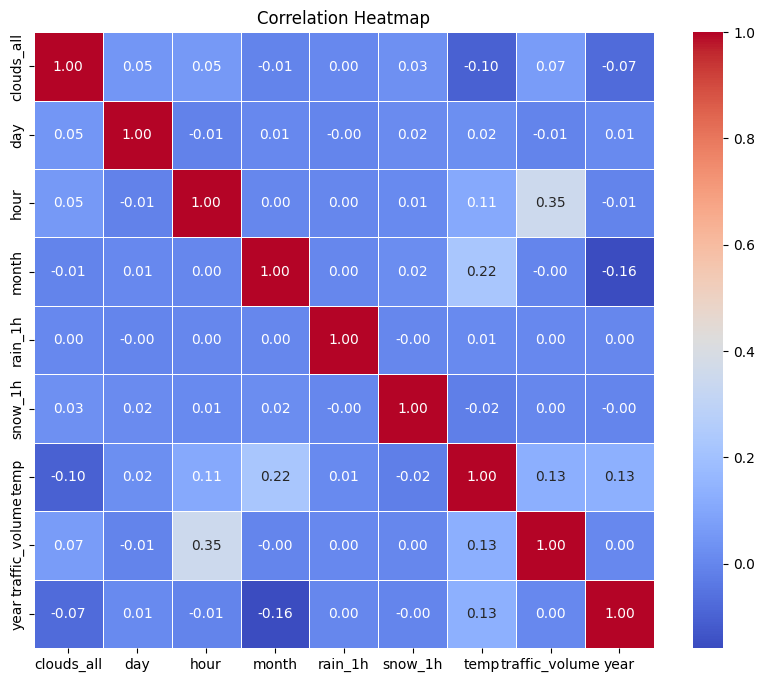 Correlation Heatmap
clouds_all 1.00 0.05 0.05 -0.01 0.00 0.03 -0.10 0.07 -0.07
day 0.05 1.00 -0.01 0.01 -0.00 0.02 0.02 -0.01 0.01
hour 0.05 -0.01 1.00 0.00 0.00 0.01 0.11 0.35 -0.01
month -0.01 0.01 0.00 1.00 0.00 0.02 0.22 -0.00 -0.16
rain_1h 0.00 -0.00 0.00 0.00 1.00 -0.00 0.01 0.00 0.00
snow_1h 0.03 0.02 0.01 0.02 -0.00 1.00 -0.02 0.00 -0.00
temp -0.10 0.02 0.11 0.22 0.01 -0.02 1.00 0.13 0.13
traffic_volume 0.07 -0.01 0.35 -0.00 0.00 0.00 0.13 1.00 0.00
year -0.07 0.01 -0.01 -0.16 0.00 -0.00 0.13 0.00 1.00
clouds_all day hour month rain_1h snow_1h temp traffic_volume year
1.0
0.8
0.6
0.4
0.2
0.0